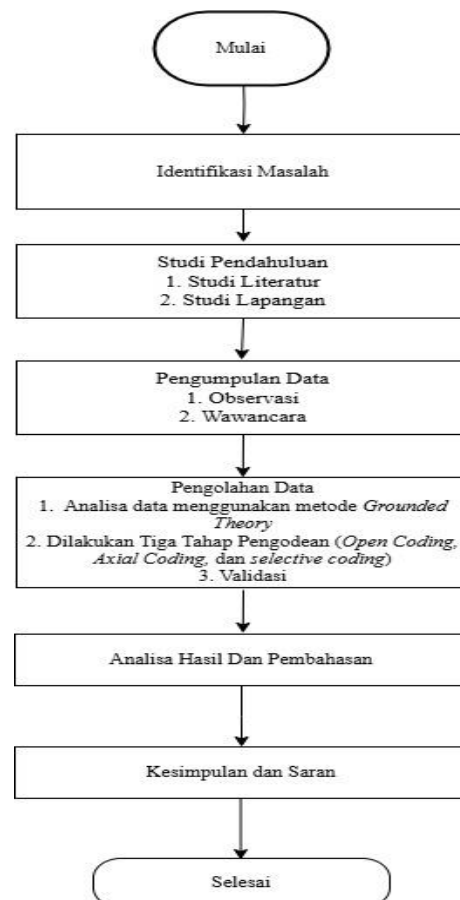 Mulai
Identifikasi Masalah
Studi Pendahuluan
1. Studi Literatur
2. Studi Lapangan
Pengumpulan Data
1. Observasi
2. Wawancara
Pengolahan Data
1. Analisa data menggunakan metode Grounded
Theory
2. Dilakukan Tiga Tahap Pengodean (Open Coding,
Axial Coding, dan selective coding)
3. Validasi
Analisa Hasil Dan Pembahasan
Kesimpulan dan Saran
Selesai